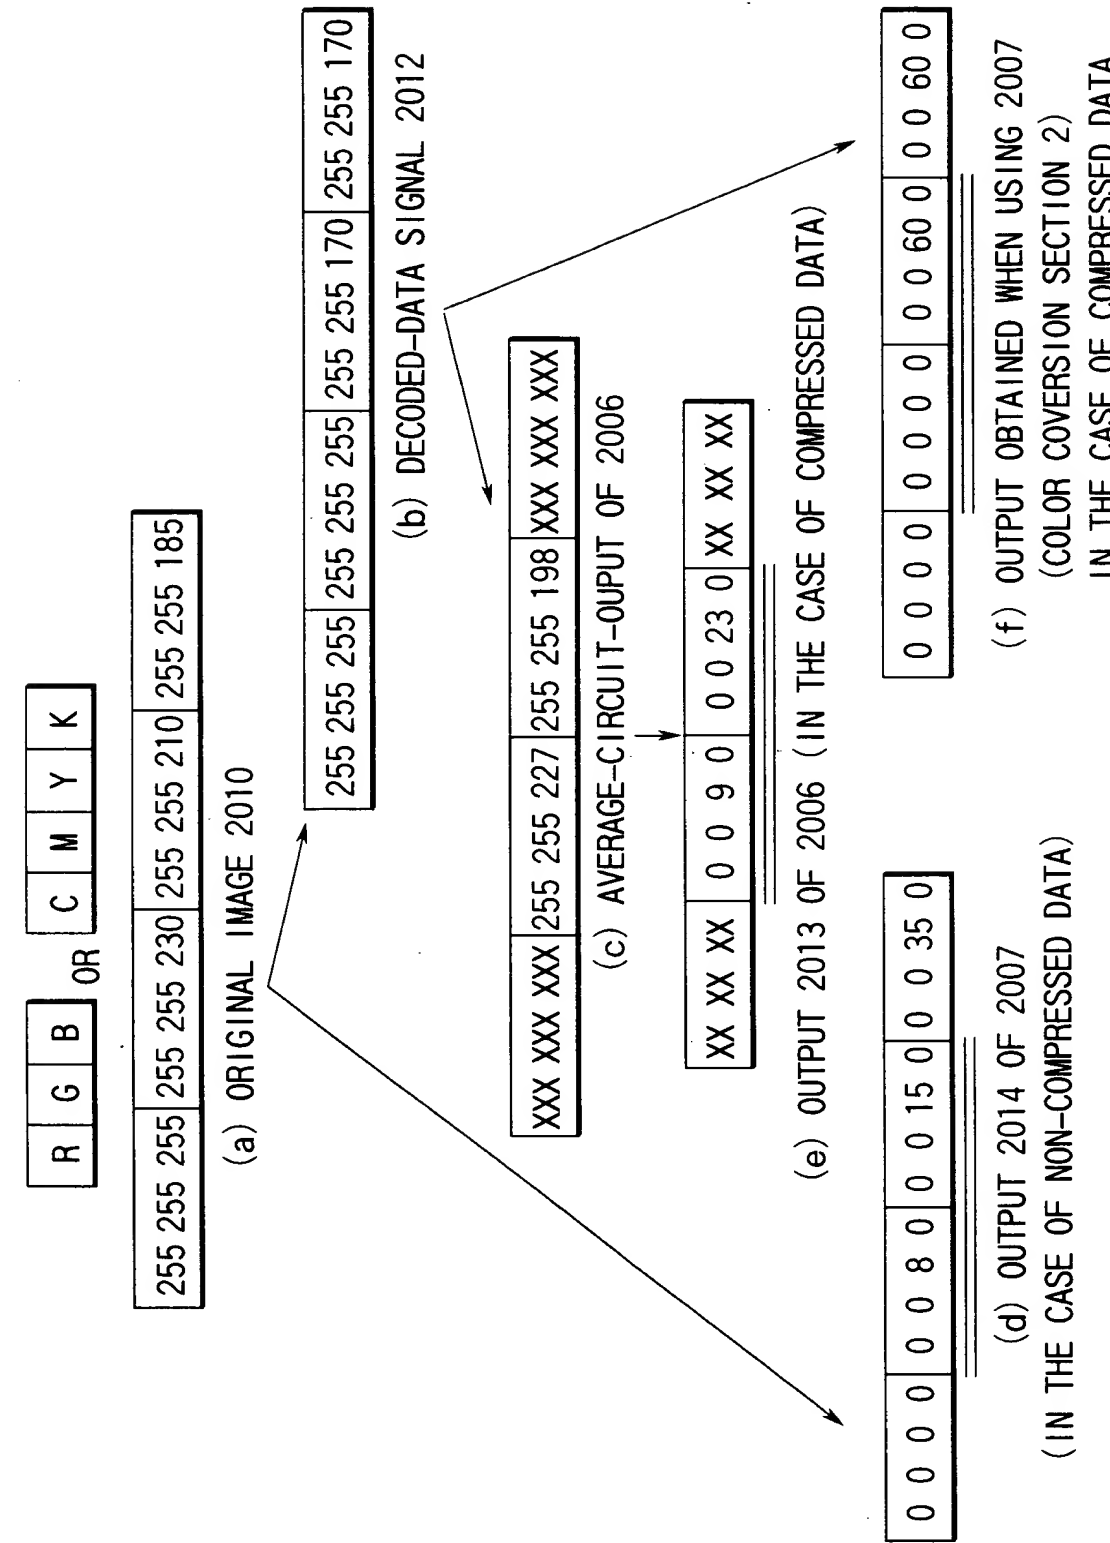 R G B OR C M Y K
255 255 255 255 255 230 255 255 210 255 255 185
(a) ORIGINAL IMAGE 2010
255 255 255 255 255 255 255 255 170 255 255 170
(b) DECODED-DATA SIGNAL 2012
XXX XXX XXX 255 255 227 255 255 198 XXX XXX XXX
(c) AVERAGE-CIRCUIT-OUPUT OF 2006
XX XX XX XX 0 0 9 0 0 0 23 0 XX XX XX XX
(e) OUTPUT 2013 OF 2006 (IN THE CASE OF COMPRESSED DATA)
0 0 0 0 0 0 8 0 0 0 15 0 0 0 35 0
(d) OUTPUT 2014 OF 2007
(IN THE CASE OF NON-COMPRESSED DATA)
0 0 0 0 0 0 0 0 0 0 60 0 0 0 60 0
(f) OUTPUT OBTAINED WHEN USING 2007
(COLOR COVERSION SECTION 2)
IN THE CASE OF COMPRESSED DATA